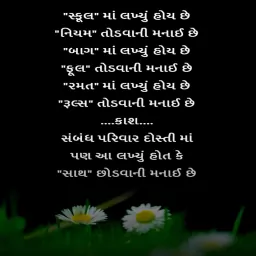 "સ્કૂલ" માં લખ્યું હોય છે
"નિયમ" તોડવાની મનાઈ છે
"બાગ" માં લખ્યું હોય છે
"ફૂલ" તોડવાની મનાઈ છે
"રમત" માં લખ્યું હોય છે
"રૂલ્સ" તોડવાની મનાઈ છે
....કાશ....
સંબંધ પરિવાર દોસ્તી માં
પણ આ લખ્યું હોત કે
"સાથ" છોડવાની મનાઈ છે